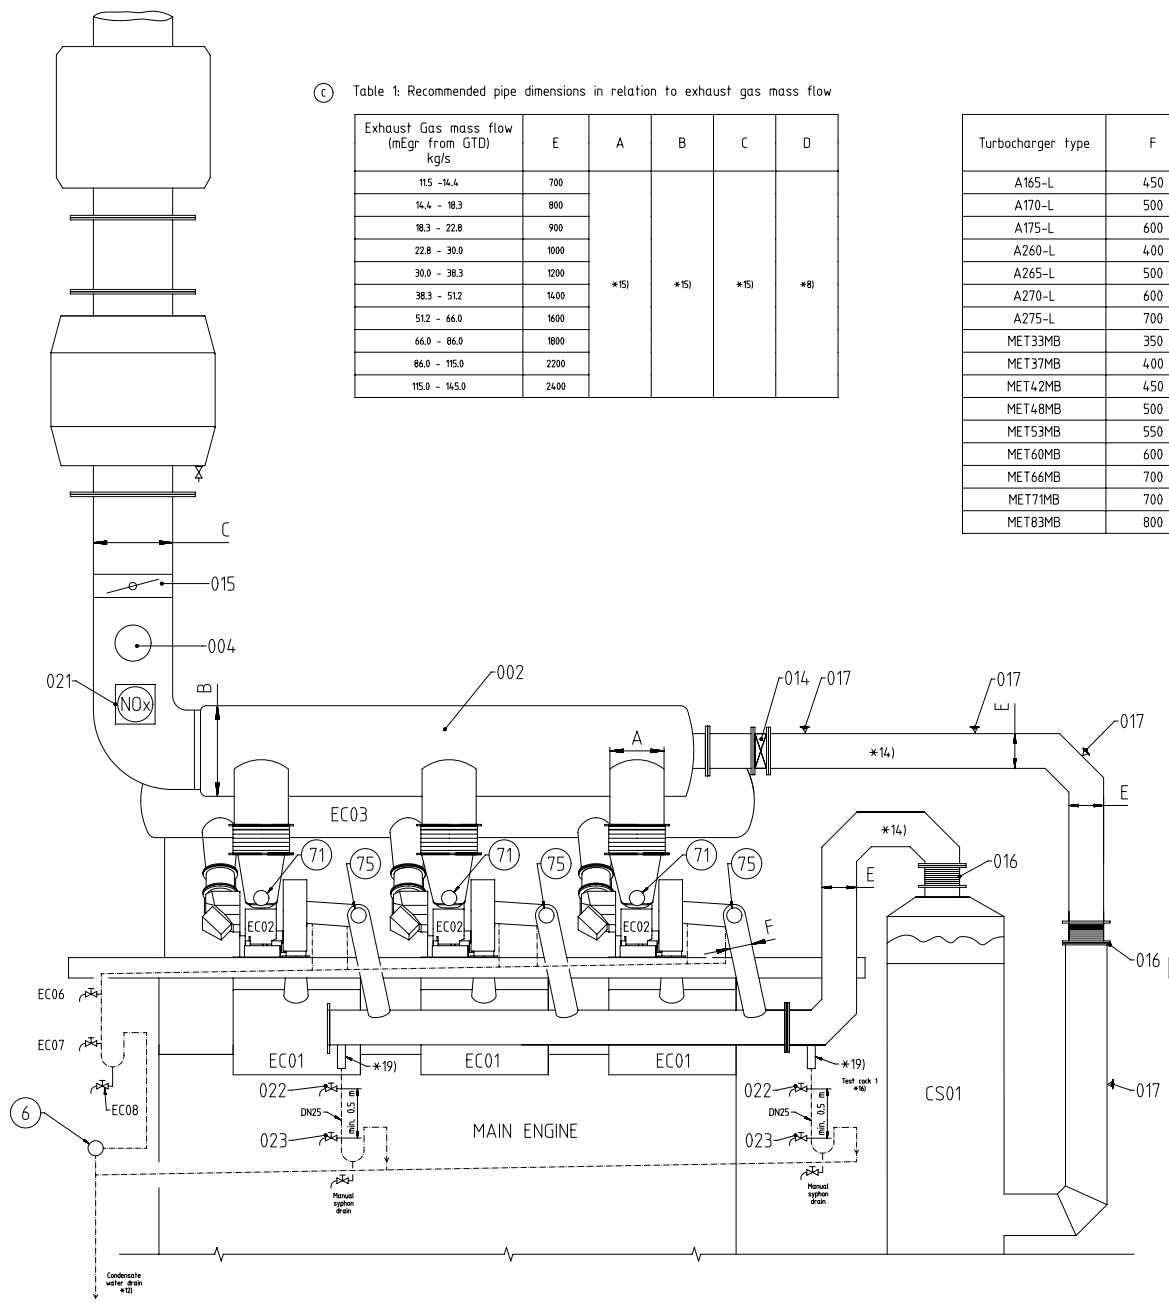 C Table 1: Recommended pipe dimensions in relation to exhaust gas mass flow
Exhaust Gas mass flow (mEgr from GTD) kg/s E A B C D
11.5 -14.4 700
14.4 - 18.3 800
18.3 - 22.8 900
22.8 - 30.0 1000
30.0 - 38.3 1200
*15) *15) *15) *8)
38.3 - 51.2 1400
51.2 - 66.0 1600
66.0 - 86.0 1800
86.0 - 115.0 2200
115.0 - 145.0 2400
Turbocharger type F
A165-L 450
A170-L 500
A175-L 600
A260-L 400
A265-L 500
A270-L 600
A275-L 700
MET33MB 350
MET37MB 400
MET42MB 450
MET48MB 500
MET53MB 550
MET60MB 600
MET66MB 700
MET71MB 700
MET83MB 800
C
015
004
021
NOx
B
002
014
017
017
E
017
A
*14)
E
EC03
*14)
016
E
71
75
71
75
71
75
EC02
EC02
EC02
F
016
EC06
EC07
EC08
6
EC01
EC01
EC01
*19)
*19)
022
DN25
min. 0.5 m
023
Manual
syphon
drain
MAIN ENGINE
Test cock 1
*16)
022
DN25
min. 0.5 m
023
Manual
syphon
drain
CS01
017
Condensate
water drain
*12)